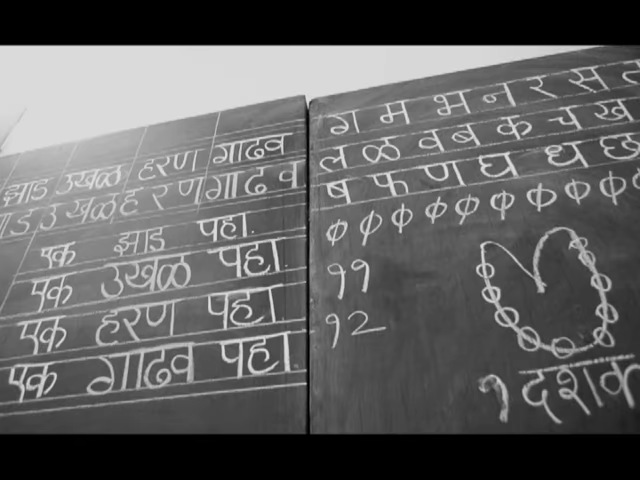 झाड उखळ हरण गाढव
झाड उखळ हरण गाढव
एक झाड पहा.
एक उखळ पहा.
एक हरण पहा.
एक गाढव पहा.
ग म भ न र स त
ल ळ व ब क च ख
ष फ ण घ ध छ
११
१२
१ दशक